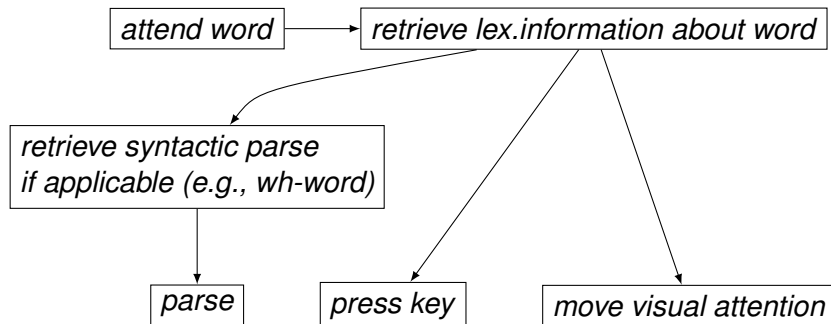 attend word
retrieve lex.information about word
retrieve syntactic parse
if applicable (e.g., wh-word)
parse
press key
move visual attention